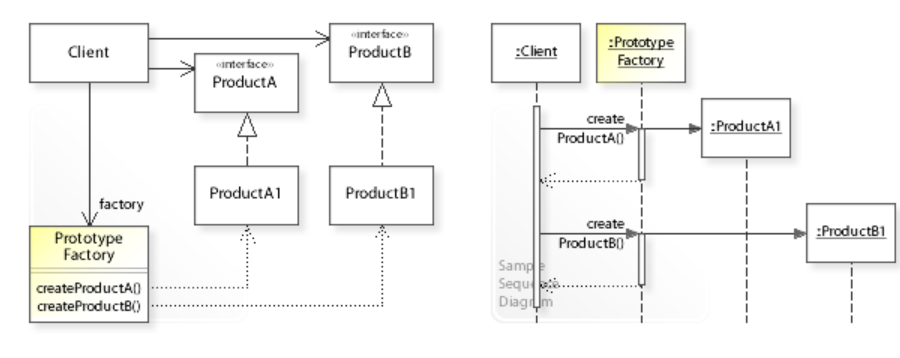 Client
«interface»
ProductB
«interface»
ProductA
ProductA1
ProductB1
factory
Prototype
Factory
createProductA()
createProductB()
:Client
:Prototype
Factory
create
ProductA()
:ProductA1
create
ProductB()
:ProductB1
Sample
Sequence
Diagram